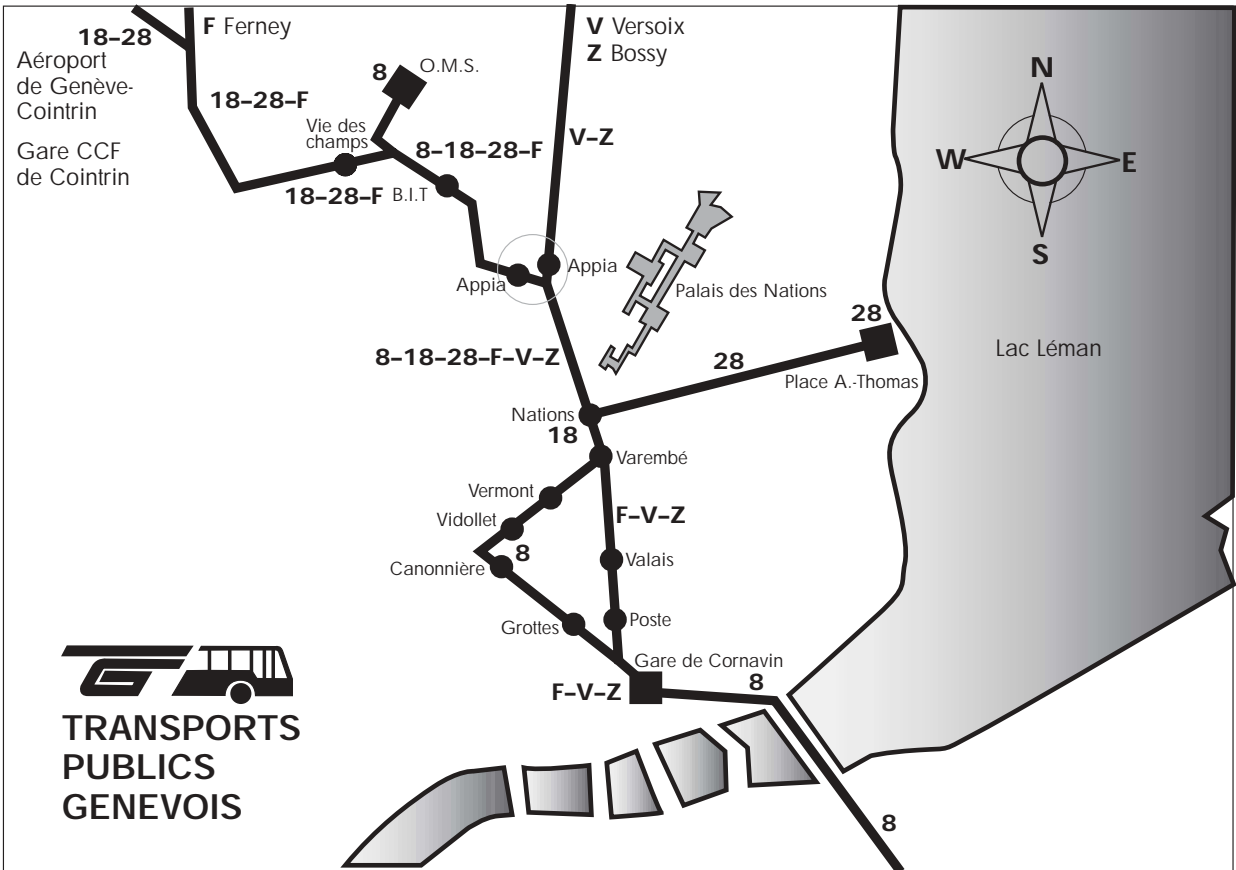 18–28
F Ferney
Aéroport
de Genève-
Cointrin
Gare CCF
de Cointrin
18–28–F
8
O.M.S.
Vie des
champs
8–18–28–F
18–28–F
B.I.T
V Versoix
Z Bossy
V–Z
N
W
E
S
Appia
Appia
Palais des Nations
8–18–28–F–V–Z
28
28
Place A.-Thomas
Lac Léman
Nations
18
Varembé
Vermont
Vidollet
8
F–V–Z
Canonnière
Valais
Grottes
Poste
Gare de Cornavin
F–V–Z
8
8
TRANSPORTS
PUBLICS
GENEVOIS